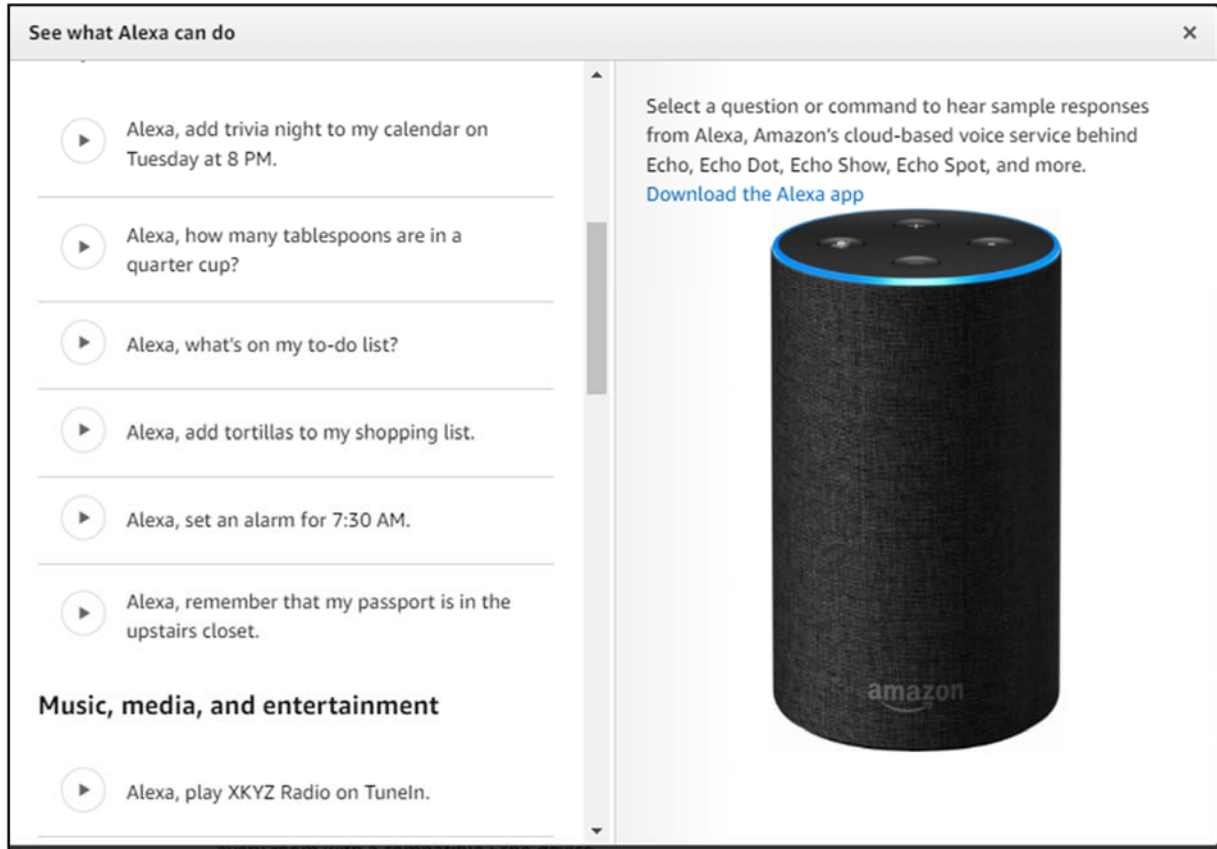 See what Alexa can do
Alexa, add trivia night to my calendar on
Tuesday at 8 PM.
Alexa, how many tablespoons are in a
quarter cup?
Alexa, what's on my to-do list?
Alexa, add tortillas to my shopping list.
Alexa, set an alarm for 7:30 AM.
Alexa, remember that my passport is in the
upstairs closet.
Music, media, and entertainment
Alexa, play XKYZ Radio on TuneIn.
Select a question or command to hear sample responses
from Alexa, Amazon’s cloud-based voice service behind
Echo, Echo Dot, Echo Show, Echo Spot, and more.
Download the Alexa app
amazon